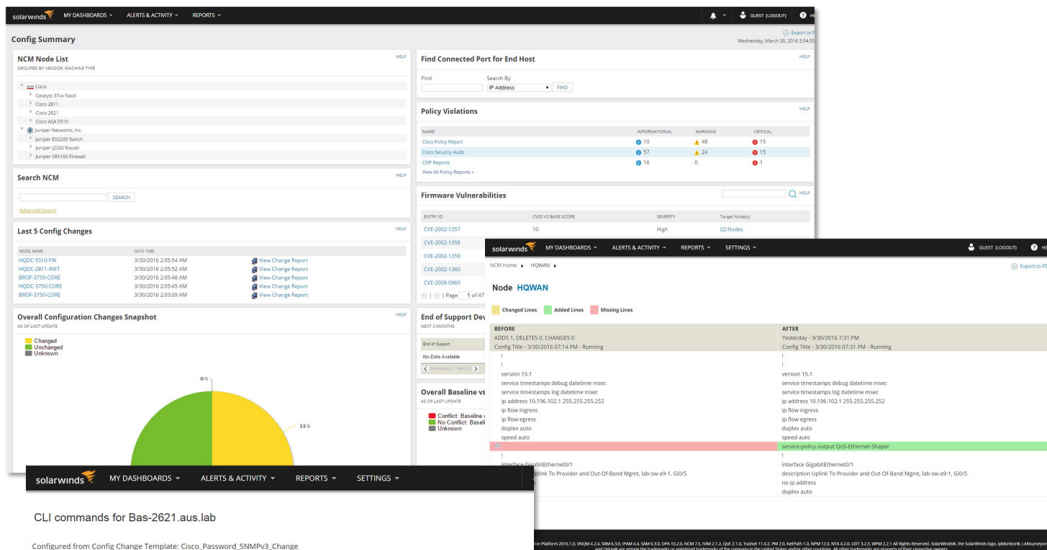 solarwinds MY DASHBOARDS ALERTS & ACTIVITY REPORTS GUEST (LOGOUT)
Config Summary
Export to P
Wednesday, March 30, 2016 3:54:55
NCM Node List HELP
GROUPED BY VENDOR, MACHINE TYPE
Cisco
Catalyst 37xx Stack
Cisco 2811
Cisco 2821
Cisco ASA 5510
Juniper Networks, Inc.
Juniper EX2200 Switch
Juniper J2320 Router
Juniper SRX100 Firewall
Search NCM HELP
SEARCH
Advanced Search
Last 5 Config Changes HELP
NODE NAME DATE TIME
HQDC-5510-FW 3/30/2016 2:05:54 AM View Change Report
HQDC-2811-INET 3/30/2016 2:05:52 AM View Change Report
BROF-3750-CORE 3/30/2016 2:05:48 AM View Change Report
HQDC-3750-CORE 3/30/2016 2:05:45 AM View Change Report
BROF-3750-CORE 3/30/2016 2:03:09 AM View Change Report
Overall Configuration Changes Snapshot HELP
AS OF LAST UPDATE
Changed
Unchanged
Unknown
0%
53%
Find Connected Port for End Host HELP
Find Search By
IP Address FIND
Policy Violations HELP
NAME INFORMATIONAL WARNING CRITICAL
Cisco Policy Report 10 48 15
Cisco Security Audit 57 24 15
CISP Reports 16 0 1
View All Policy Reports »
Firmware Vulnerabilities HELP
ENTRY ID CVSS V2 BASE SCORE SEVERITY Target Node(s)
CVE-2002-1357 10 High (2) Nodes
CVE-2002-1358
CVE-2002-1359
CVE-2002-1360
CVE-2008-0960
Page 1 of 47
End of Support Dev
NEXT 3 MONTHS
End of Support
No Data Available
Overall Baseline vs
AS OF LAST UPDATE
Conflict: Baseline
No Conflict: Basel
Unknown
solarwinds MY DASHBOARDS ALERTS & ACTIVITY REPORTS SETTINGS GUEST (LOGOUT)
NCM Home HQWAN Export to PD
Node HQWAN
Changed Lines Added Lines Missing Lines
BEFORE AFTER
ADDS 1, DELETES 0, CHANGES 0 Yesterday - 3/30/2016 7:31 PM
Config Title - 3/30/2016 07:14 PM - Running Config Title - 3/30/2016 07:31 PM - Running
! !
! !
version 15.1 version 15.1
service timestamps debug datetime msec service timestamps debug datetime msec
service timestamps log datetime msec service timestamps log datetime msec
ip address 10.196.102.1 255.255.255.252 ip address 10.196.102.1 255.255.255.252
ip flow ingress ip flow ingress
ip flow egress ip flow egress
duplex auto duplex auto
speed auto speed auto
service-policy output QoS-Ethernet-Shaper
! !
interface GigabitEthernet0/1 interface GigabitEthernet0/1
Uplink To Provider and Out-Of-Band Mgmt, lab-sw-a9-1, Gi0/5 description Uplink To Provider and Out-Of-Band Mgmt, lab-sw-a9-1, Gi0/5
no ip address
duplex auto
solarwinds MY DASHBOARDS ALERTS & ACTIVITY REPORTS SETTINGS
CLI commands for Bas-2621.aus.lab
Configured from Config Change Template: Cisco_Password_SNMPv3_Change